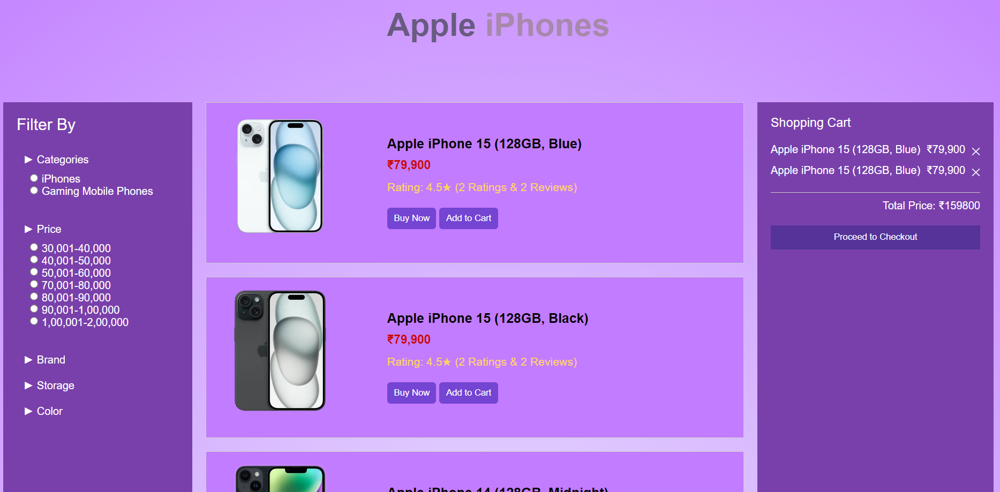 Apple iPhones
Filter By
► Categories
iPhones
Gaming Mobile Phones
► Price
30,001-40,000
40,001-50,000
50,001-60,000
70,001-80,000
80,001-90,000
90,001-1,00,000
1,00,001-2,00,000
► Brand
► Storage
► Color
Apple iPhone 15 (128GB, Blue)
₹79,900
Rating: 4.5★ (2 Ratings & 2 Reviews)
Buy Now
Add to Cart
Apple iPhone 15 (128GB, Black)
₹79,900
Rating: 4.5★ (2 Ratings & 2 Reviews)
Buy Now
Add to Cart
Apple iPhone 14 (128GB, Midnight)
Shopping Cart
Apple iPhone 15 (128GB, Blue) ₹79,900
Apple iPhone 15 (128GB, Blue) ₹79,900
Total Price: ₹159800
Proceed to Checkout